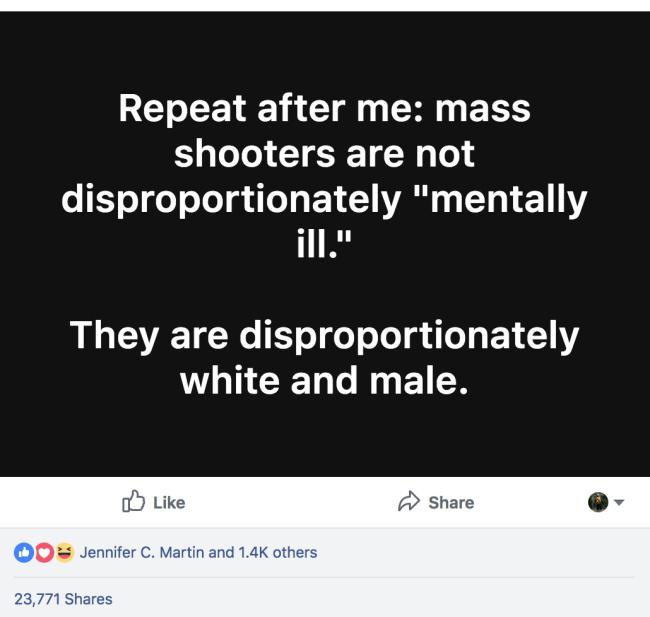 Repeat after me: mass
shooters are not
disproportionately "mentally
ill."
They are disproportionately
white and male.
Like
Share
Jennifer C. Martin and 1.4K others
23,771 Shares